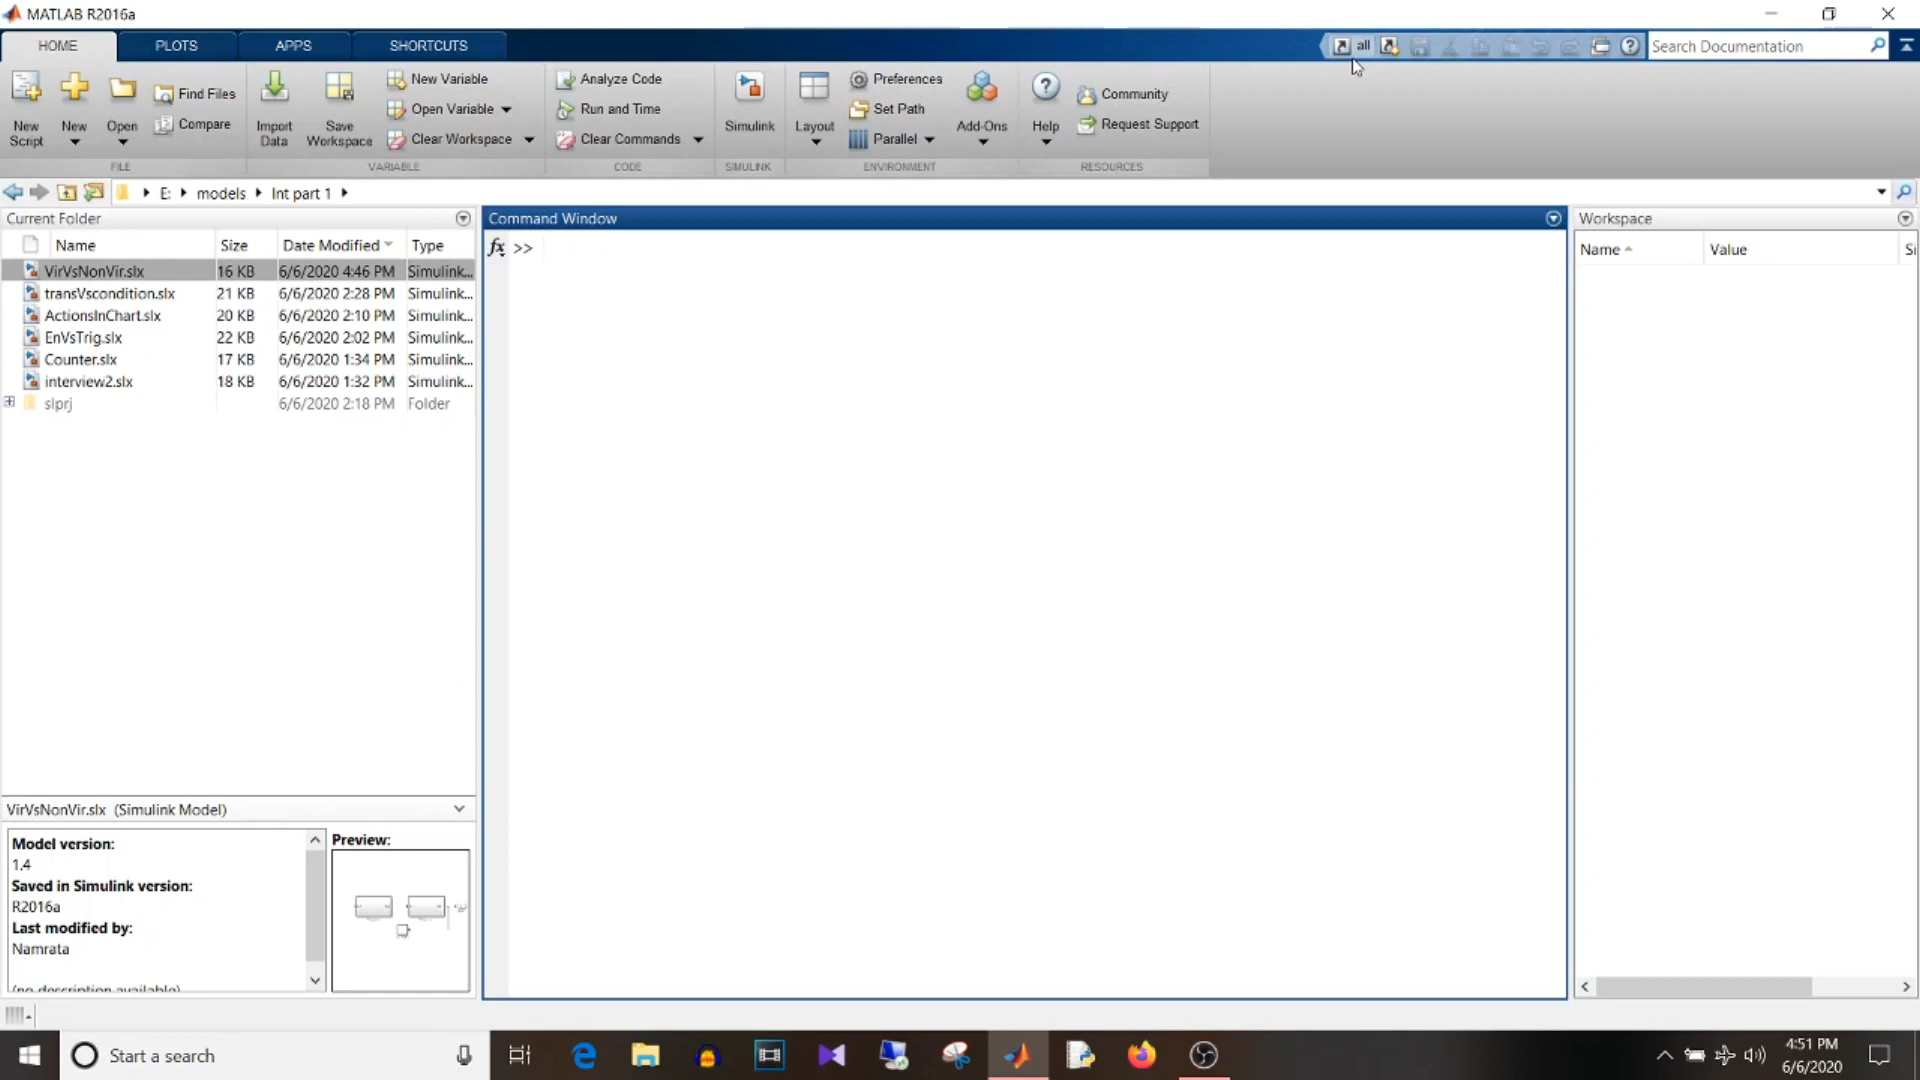 MATLAB R2016a
HOME PLOTS APPS SHORTCUTS
all
Search Documentation
New Script
New
Open
Find Files
Compare
Import Data
Save Workspace
New Variable
Open Variable
Clear Workspace
Analyze Code
Run and Time
Clear Commands
Simulink
Layout
Preferences
Set Path
Parallel
Add-Ons
Help
Community
Request Support
FILE VARIABLE CODE SIMULINK ENVIRONMENT RESOURCES
E: models Int part 1
Current Folder
Name Size Date Modified Type
VirVsNonVir.slx 16 KB 6/6/2020 4:46 PM Simulink...
transVscondition.slx 21 KB 6/6/2020 2:28 PM Simulink...
ActionsInChart.slx 20 KB 6/6/2020 2:10 PM Simulink...
EnVsTrig.slx 22 KB 6/6/2020 2:02 PM Simulink...
Counter.slx 17 KB 6/6/2020 1:34 PM Simulink...
interview2.slx 18 KB 6/6/2020 1:32 PM Simulink...
slprj 6/6/2020 2:18 PM Folder
Command Window
fx >>
Workspace
Name Value Si
VirVsNonVir.slx (Simulink Model)
Model version:
1.4
Saved in Simulink version:
R2016a
Last modified by:
Namrata
(no description available)
Preview:
Start a search
4:51 PM
6/6/2020